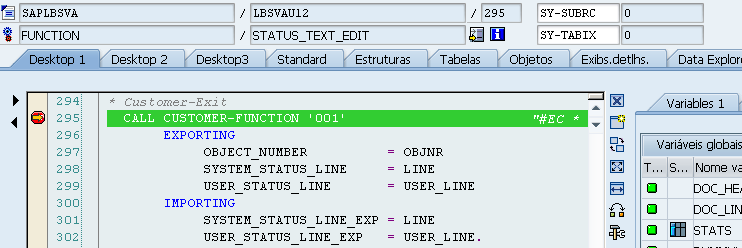 SAPLBSVA / LBSVAU12 / 295 SY-SUBRC 0
FUNCTION / STATUS_TEXT_EDIT SY-TABIX 0
Desktop 1 Desktop 2 Desktop3 Standard Estruturas Tabelas Objetos Exibs.detlhs. Data Explor
294 * Customer-Exit
295 CALL CUSTOMER-FUNCTION '001' "#EC *
296 EXPORTING
297 OBJECT_NUMBER = OBJNR
298 SYSTEM_STATUS_LINE = LINE
299 USER_STATUS_LINE = USER_LINE
300 IMPORTING
301 SYSTEM_STATUS_LINE_EXP = LINE
302 USER_STATUS_LINE_EXP = USER_LINE.
Variables 1
Variáveis globais
T... S... Nome va
DOC_HEA
DOC_LIN
STATS